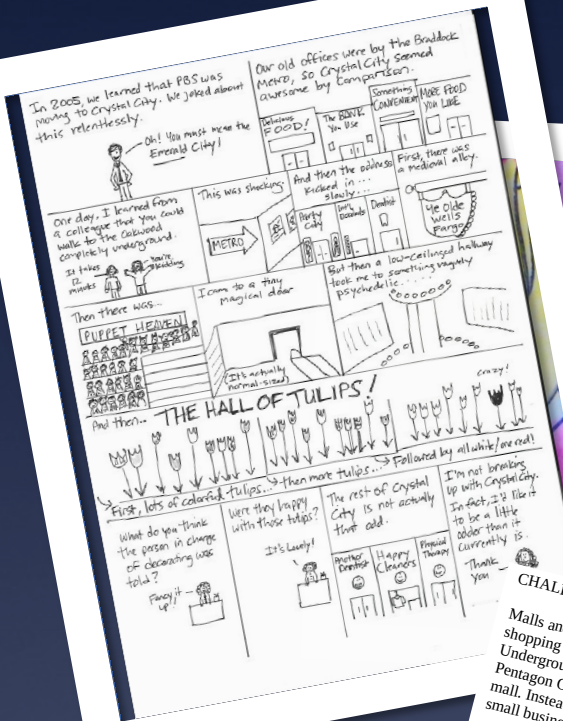 In 2005, we learned that PBS was
moving to Crystal City. We joked about
this relentlessly.
Oh! You must mean the
Emerald City!
Our old offices were by the Braddock
Metro, so Crystal City seemed
awesome by comparison.
Delicious
FOOD!
The BANK
You Use
Something
CONVENIENT
MORE FOOD
YOU LIKE
One day, I learned from
a colleague that you could
walk to the Oakwood
completely underground.
It takes
12
minutes
You're
kidding
This was shocking.
METRO
And then the oddness
kicked in...
slowly...
Party
City
Dentist
First, there was
a medieval alley.
Ye Olde
Wells
Fargo
Then there was...
PUPPET HEAVEN
I came to a tiny
magical door
(It's actually
normal-sized)
But then a low-ceilinged hallway
took me to something vaguely
psychedelic.....
And then... THE HALL OF TULIPS!
crazy!
First, lots of colorful tulips... then more tulips... Followed by all white/one red!
What do you think
the person in charge
of decorating was
told?
Fancy it
up!
Were they happy
with those tulips?
It's Lovely!
The rest of Crystal
City is not actually
that odd.
Another
Dentist
Happy
Cleaners
Physical
Therapy
I'm not breaking
up with Crystal City.
In fact, I'd like it
to be a little
odder than it
currently is.
Thank
you
Malls an
shopping
Undergrou
Pentagon C
mall. Instea
small busin